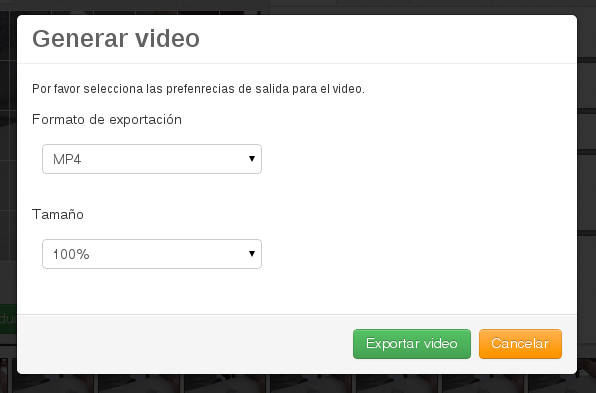 Generar video
Por favor selecciona las prefenrecias de salida para el video.
Formato de exportación
MP4
Tamaño
100%
Exportar video
Cancelar